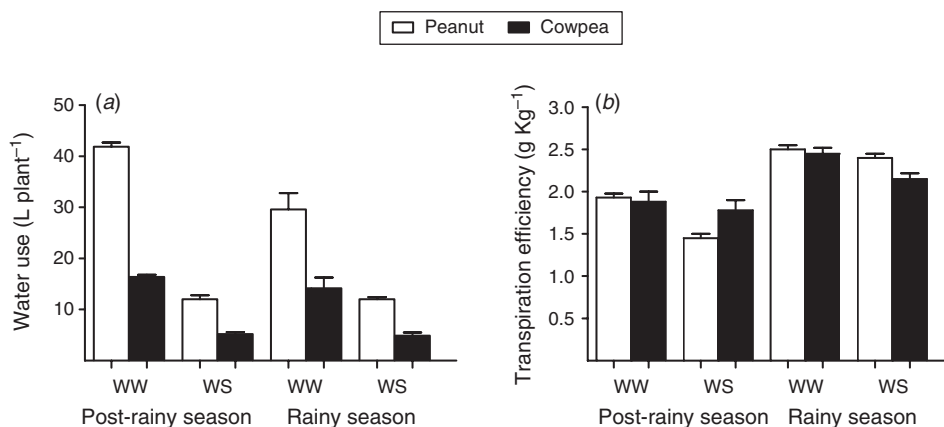 Peanut Cowpea
(a)
Water use (L plant⁻¹)
50
40
30
20
10
WW WS WW WS
Post-rainy season Rainy season
(b)
Transpiration efficiency (g Kg⁻¹)
3.0
2.5
2.0
1.5
1.0
0.5
WW WS WW WS
Post-rainy season Rainy season